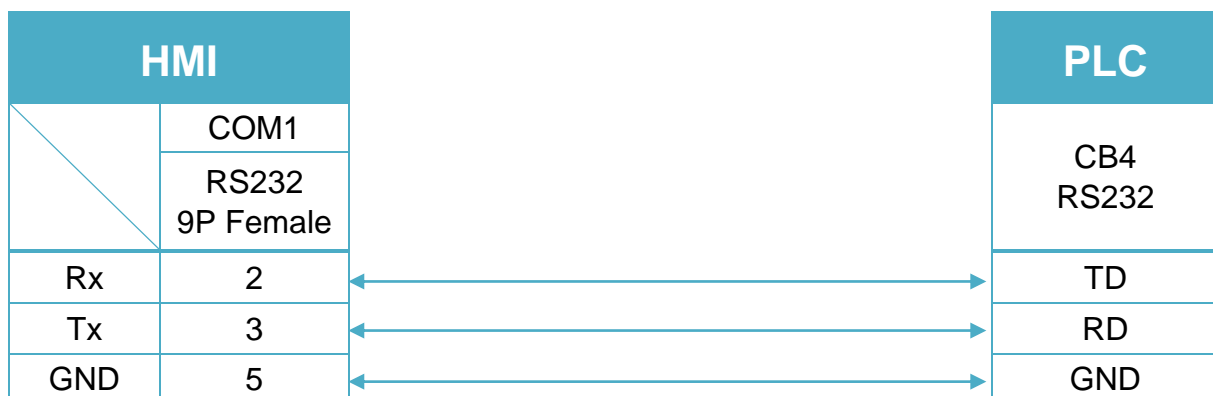 HMI
PLC
COM1
RS232
9P Female
CB4
RS232
Rx 2 TD
Tx 3 RD
GND 5 GND